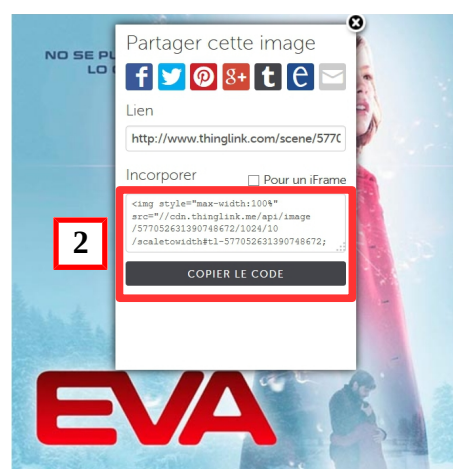 Partager cette image
NO SE PU
LO
Lien
http://www.thinglink.com/scene/5770
Incorporer
Pour un iFrame
<img style="max-width:100%"
src="//cdn.thinglink.me/api/image
/577052631390748672/1024/10
/scaletowidth#tl-577052631390748672;
2
COPIER LE CODE
EVA